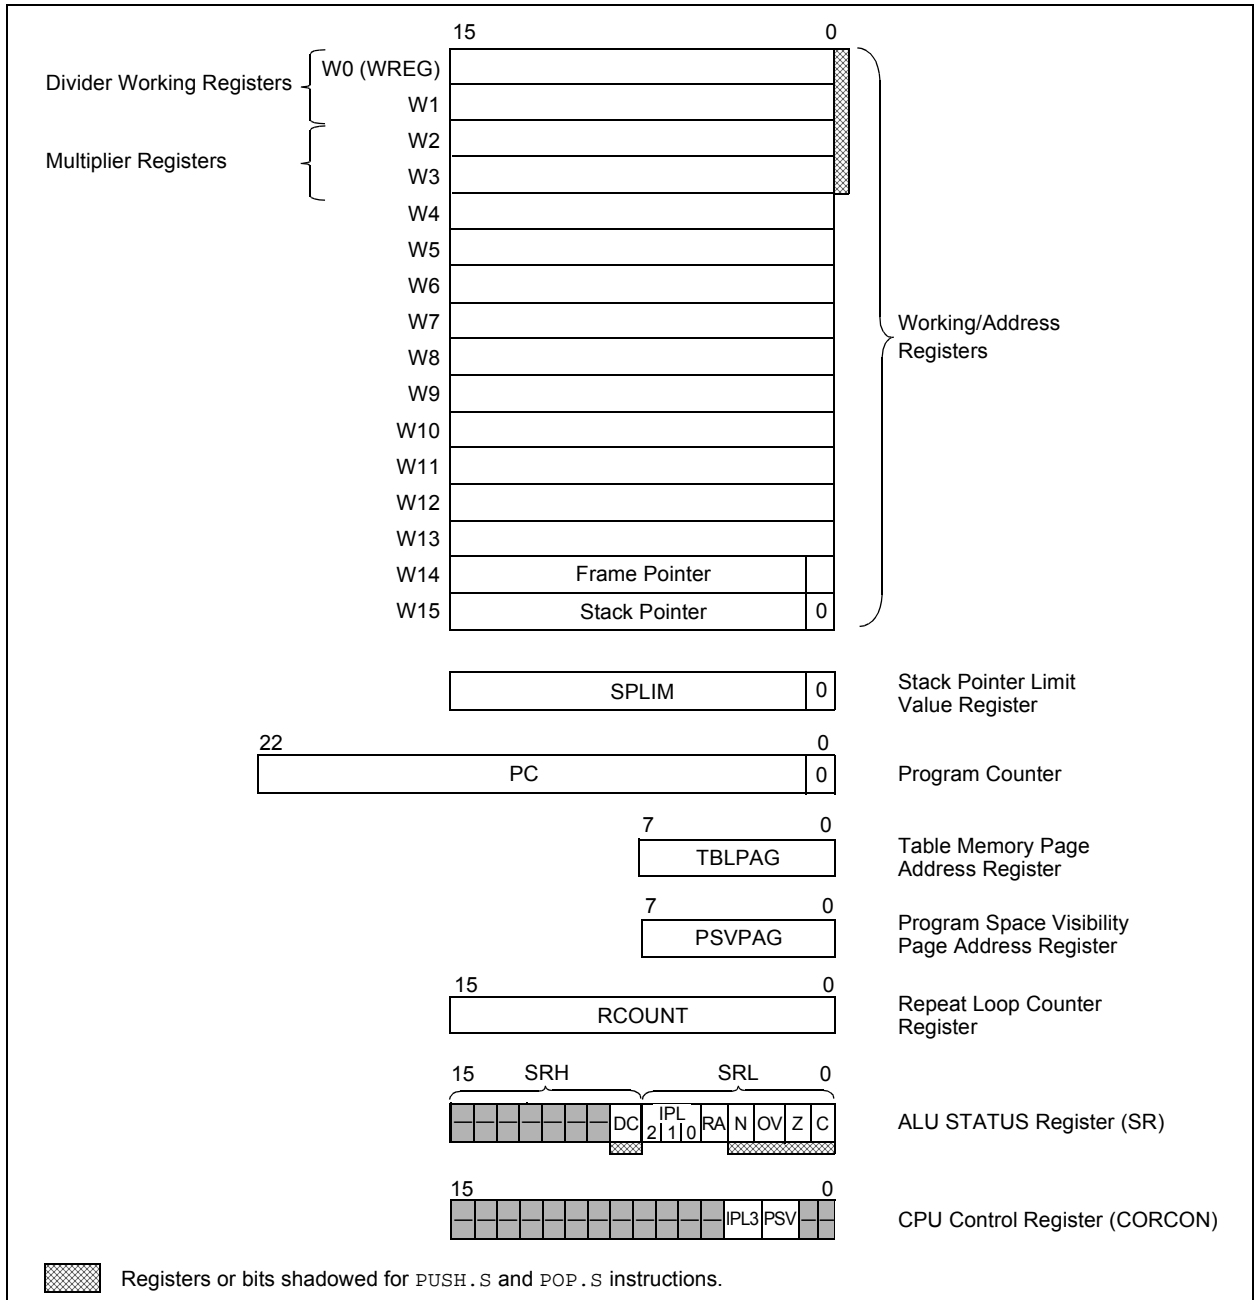 15 0
Divider Working Registers
W0 (WREG)
W1
Multiplier Registers
W2
W3
W4
W5
W6
W7
W8
W9
W10
W11
W12
W13
W14 Frame Pointer
W15 Stack Pointer 0
Working/Address
Registers
SPLIM 0
Stack Pointer Limit
Value Register
22 0
PC 0 Program Counter
7 0
TBLPAG
Table Memory Page
Address Register
7 0
PSVPAG
Program Space Visibility
Page Address Register
15 0
RCOUNT
Repeat Loop Counter
Register
15 SRH SRL 0
— — — — — — — DC IPL 2 1 0 RA N OV Z C ALU STATUS Register (SR)
15 0
— — — — — — — — — — — — IPL3 PSV — — CPU Control Register (CORCON)
Registers or bits shadowed for PUSH.S and POP.S instructions.